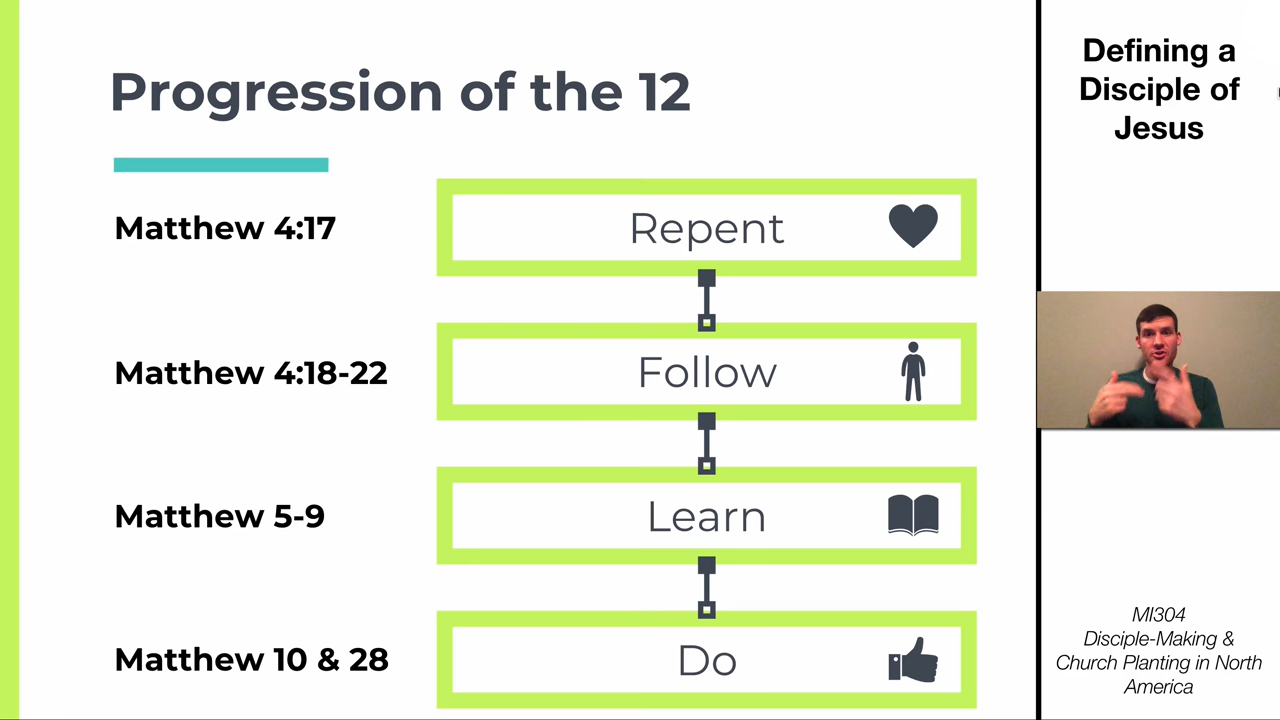 Progression of the 12
Matthew 4:17
Repent
Matthew 4:18-22
Follow
Matthew 5-9
Learn
Matthew 10 & 28
Do
Defining a
Disciple of
Jesus
MI304
Disciple-Making &
Church Planting in North
America